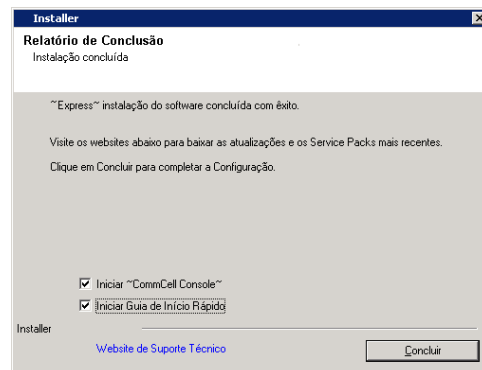 Installer
Relatório de Conclusão
Instalação concluída
~Express~ instalação do software concluída com êxito.
Visite os websites abaixo para baixar as atualizações e os Service Packs mais recentes.
Clique em Concluir para completar a Configuração.
Iniciar ~CommCell Console~
Iniciar Guia de Início Rápido
Installer
Website de Suporte Técnico
Concluir